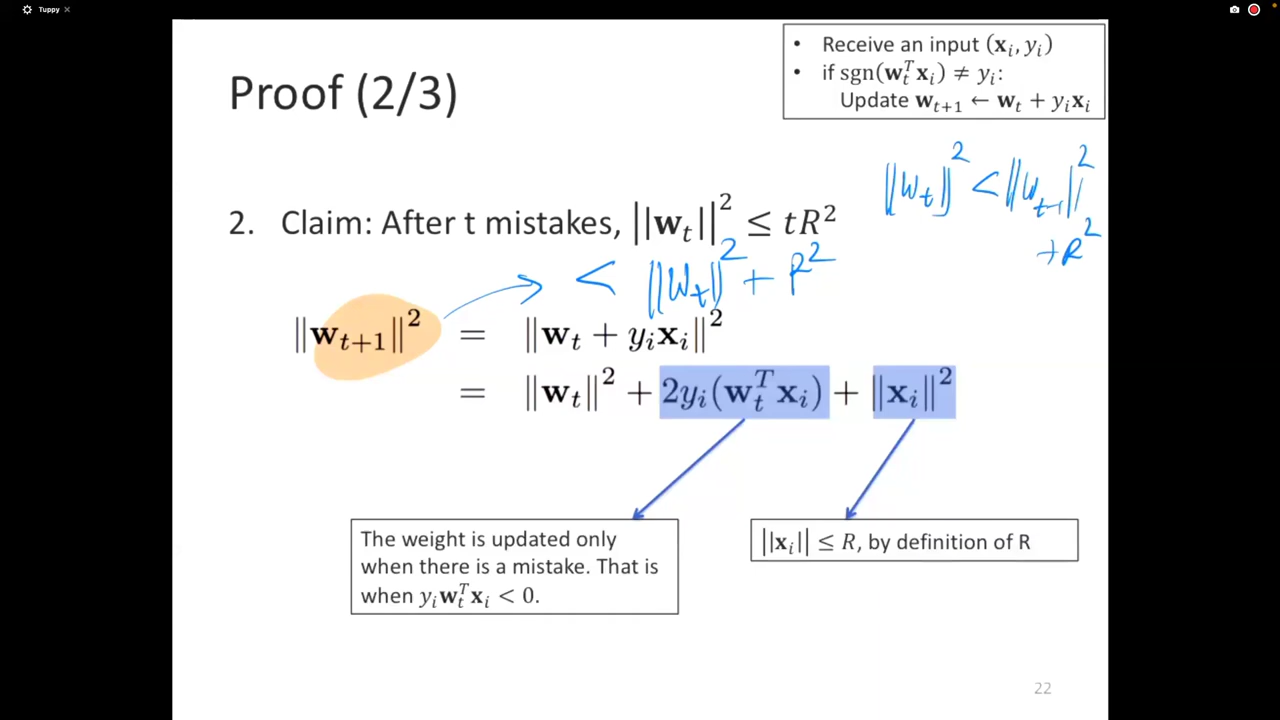 Tuppy ×
• Receive an input (𝐱ᵢ, yᵢ)
• if sgn(𝐰ₜᵀ𝐱ᵢ) ≠ yᵢ:
Update 𝐰ₜ₊₁ ← 𝐰ₜ + yᵢ𝐱ᵢ
Proof (2/3)
‖wₜ‖² < ‖wₜ₋₁‖²
+R²
2. Claim: After t mistakes, ||𝐰ₜ||² ≤ tR²
< ‖wₜ‖² + R²
‖𝐰ₜ₊₁‖² = ‖𝐰ₜ + yᵢ𝐱ᵢ‖²
= ‖𝐰ₜ‖² + 2yᵢ(𝐰ₜᵀ𝐱ᵢ) + ‖𝐱ᵢ‖²
The weight is updated only
when there is a mistake. That is
when yᵢ𝐰ₜᵀ𝐱ᵢ < 0.
||𝐱ᵢ|| ≤ R, by definition of R
22